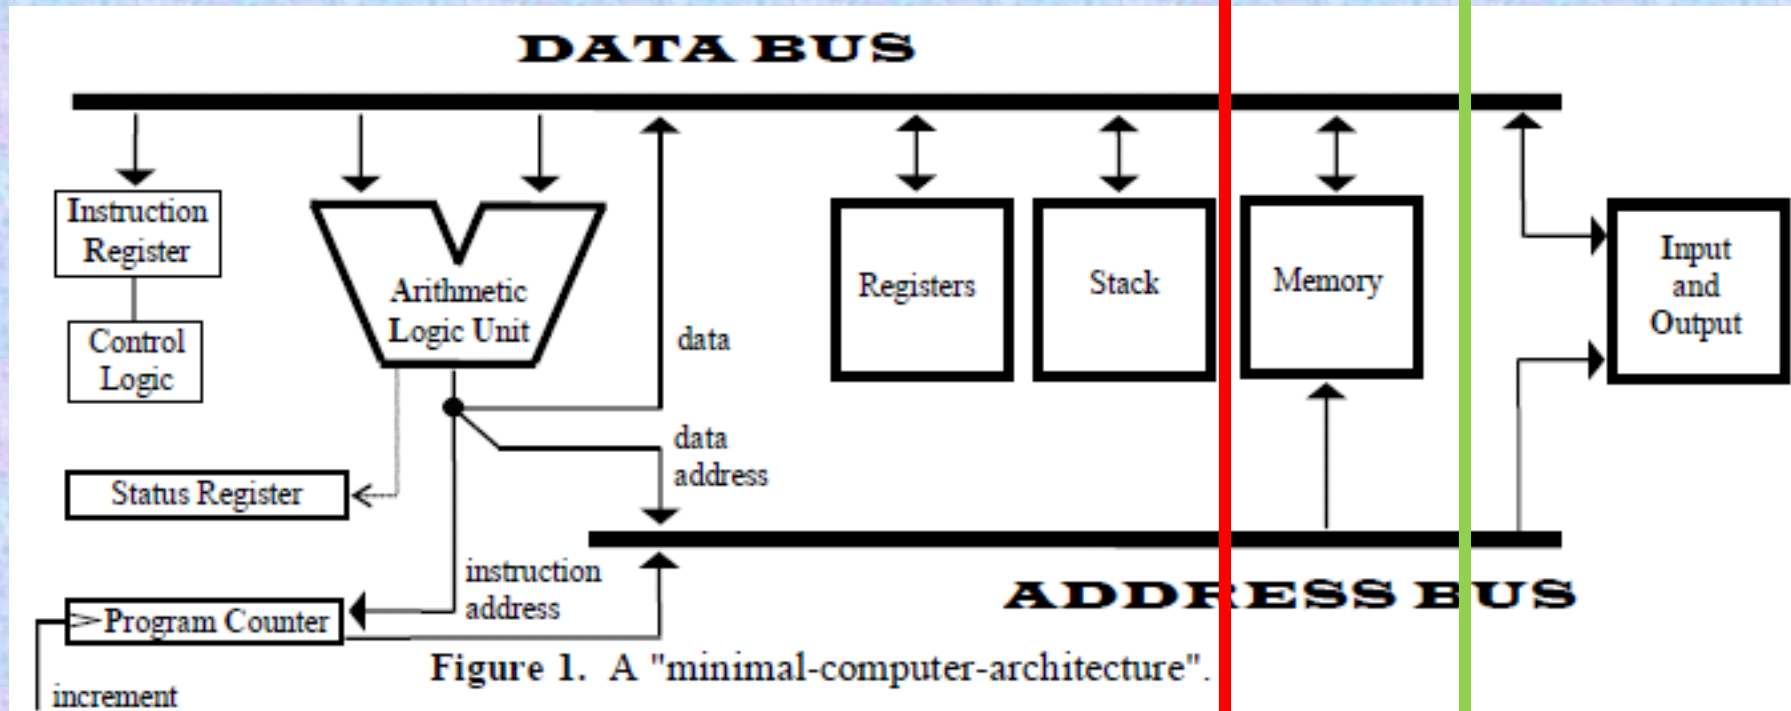 DATA BUS
Instruction
Register
Control
Logic
Arithmetic
Logic Unit
data
Registers
Stack
Memory
Input
and
Output
data
address
Status Register
instruction
address
Program Counter
increment
ADDRESS BUS
Figure 1. A "minimal-computer-architecture".